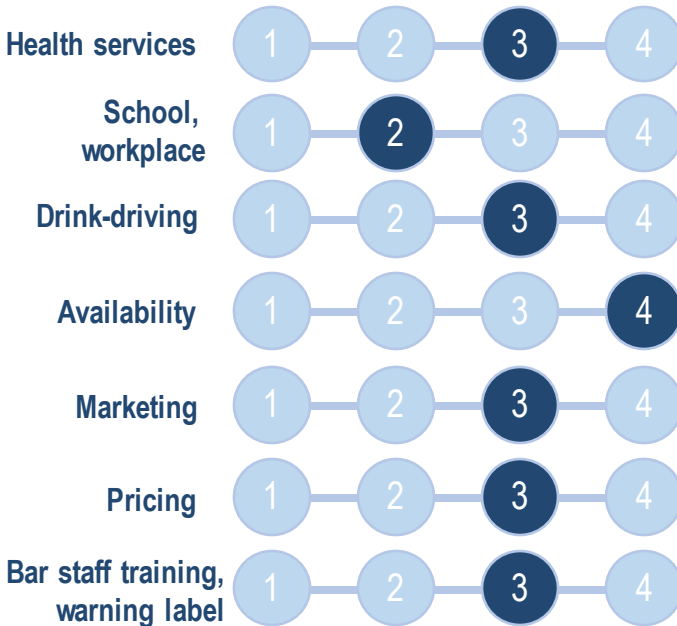 Health services 1 2 3 4
School,
workplace 1 2 3 4
Drink-driving 1 2 3 4
Availability 1 2 3 4
Marketing 1 2 3 4
Pricing 1 2 3 4
Bar staff training,
warning label 1 2 3 4